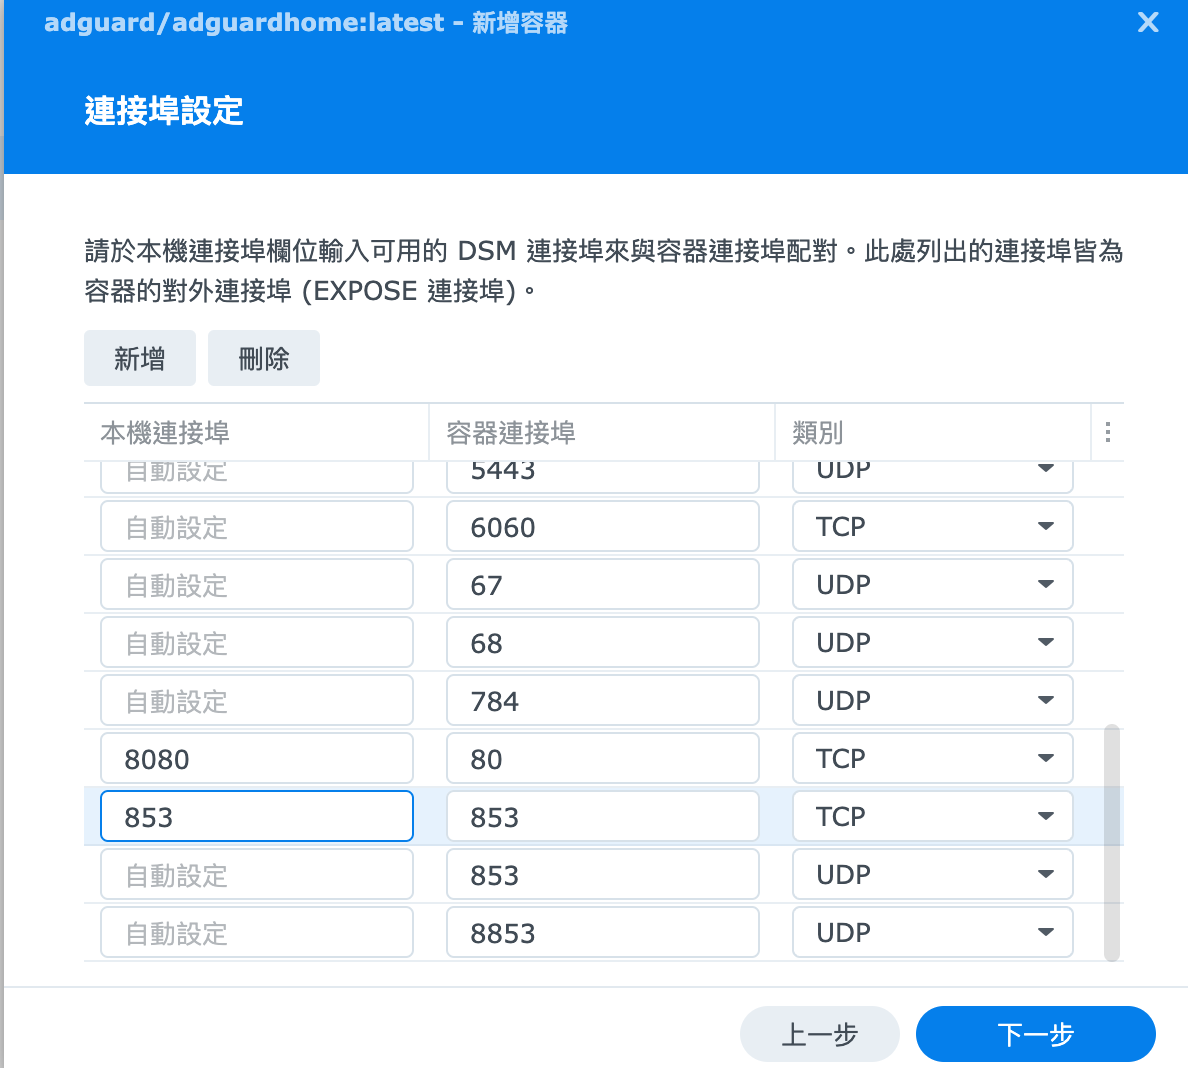 adguard/adguardhome:latest - 新增容器
連接埠設定
請於本機連接埠欄位輸入可用的 DSM 連接埠來與容器連接埠配對。此處列出的連接埠皆為
容器的對外連接埠 (EXPOSE 連接埠)。
新增 刪除
本機連接埠 容器連接埠 類別
自動設定 5443 UDP
自動設定 6060 TCP
自動設定 67 UDP
自動設定 68 UDP
自動設定 784 UDP
8080 80 TCP
853 853 TCP
自動設定 853 UDP
自動設定 8853 UDP
上一步 下一步